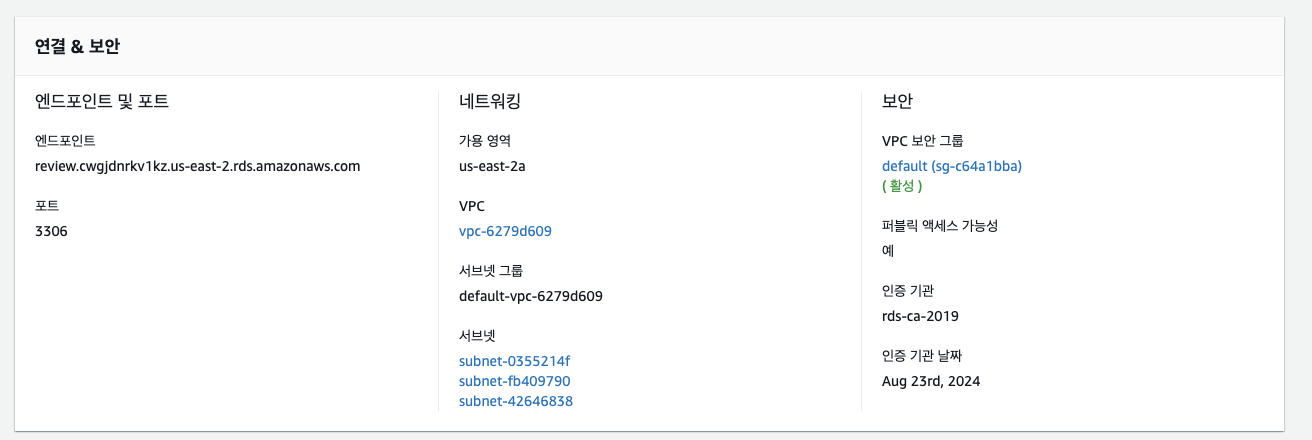 연결 & 보안
엔드포인트 및 포트
엔드포인트
review.cwgjdnrkv1kz.us-east-2.rds.amazonaws.com
포트
3306
네트워킹
가용 영역
us-east-2a
VPC
vpc-6279d609
서브넷 그룹
default-vpc-6279d609
서브넷
subnet-0355214f
subnet-fb409790
subnet-42646838
보안
VPC 보안 그룹
default (sg-c64a1bba)
( 활성 )
퍼블릭 액세스 가능성
예
인증 기관
rds-ca-2019
인증 기관 날짜
Aug 23rd, 2024